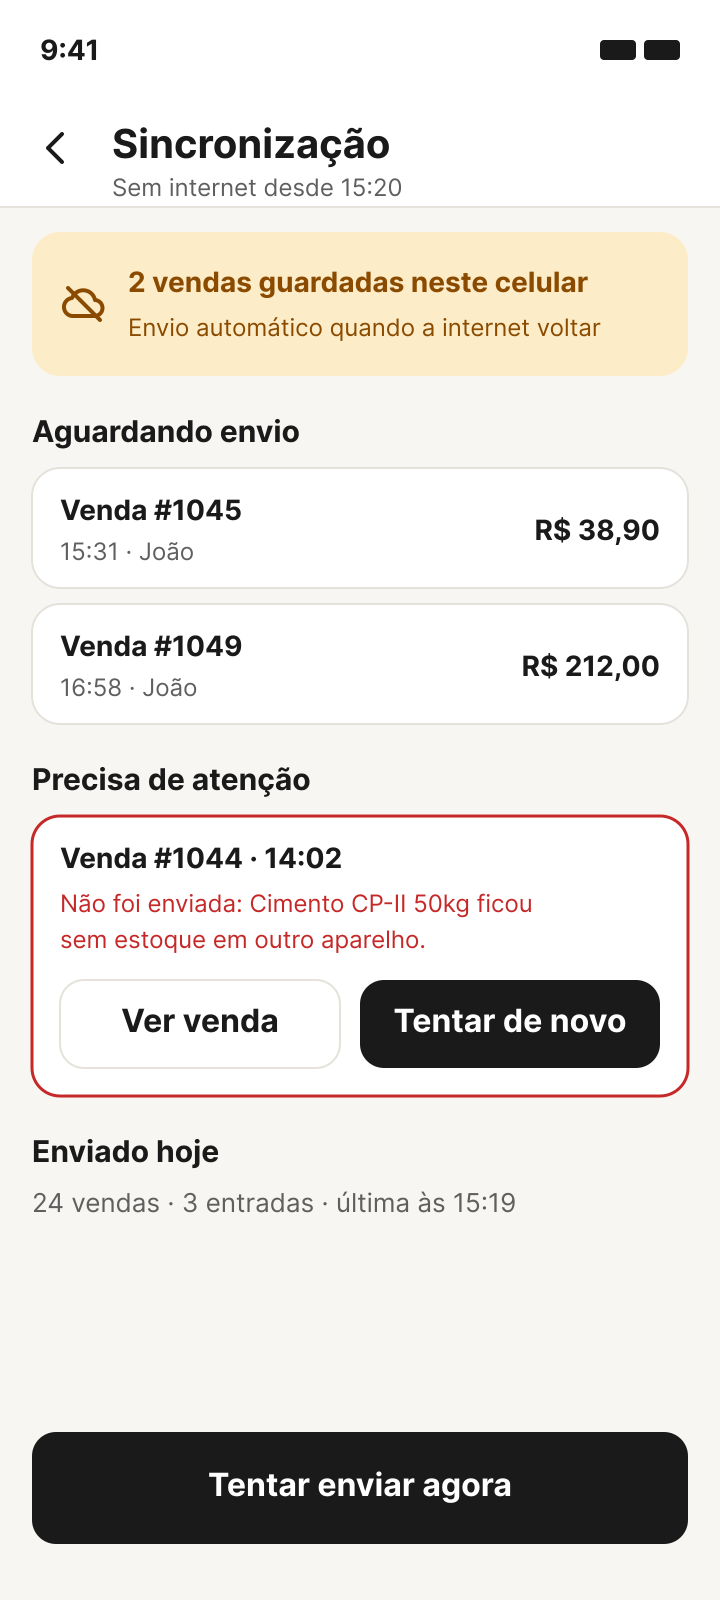 9:41
Sincronização
Sem internet desde 15:20
2 vendas guardadas neste celular
Envio automático quando a internet voltar
Aguardando envio
Venda #1045
15:31 · João
R$ 38,90
Venda #1049
16:58 · João
R$ 212,00
Precisa de atenção
Venda #1044 · 14:02
Não foi enviada: Cimento CP-II 50kg ficou
sem estoque em outro aparelho.
Ver venda
Tentar de novo
Enviado hoje
24 vendas · 3 entradas · última às 15:19
Tentar enviar agora